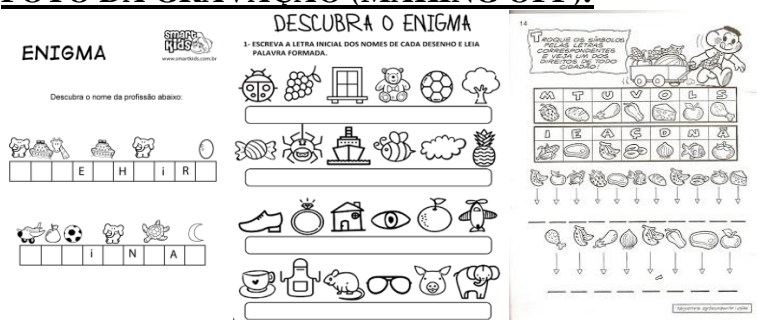 FOTO DA GRAVAÇÃO (MAKING OFF):
ENIGMA
smart kids
www.smartkids.com.br
Descubra o nome da profissão abaixo:
E H i R
i N A
DESCUBRA O ENIGMA
1- ESCREVA A LETRA INICIAL DOS NOMES DE CADA DESENHO E LEIA
PALAVRA FORMADA.
14
TROQUE OS SÍMBOLOS
PELAS LETRAS
CORRESPONDENTES
E VEJA UM DOS
DIREITOS DE TODO
CIDADÃO!
M T U V O L S
I E A Ç D N Ã